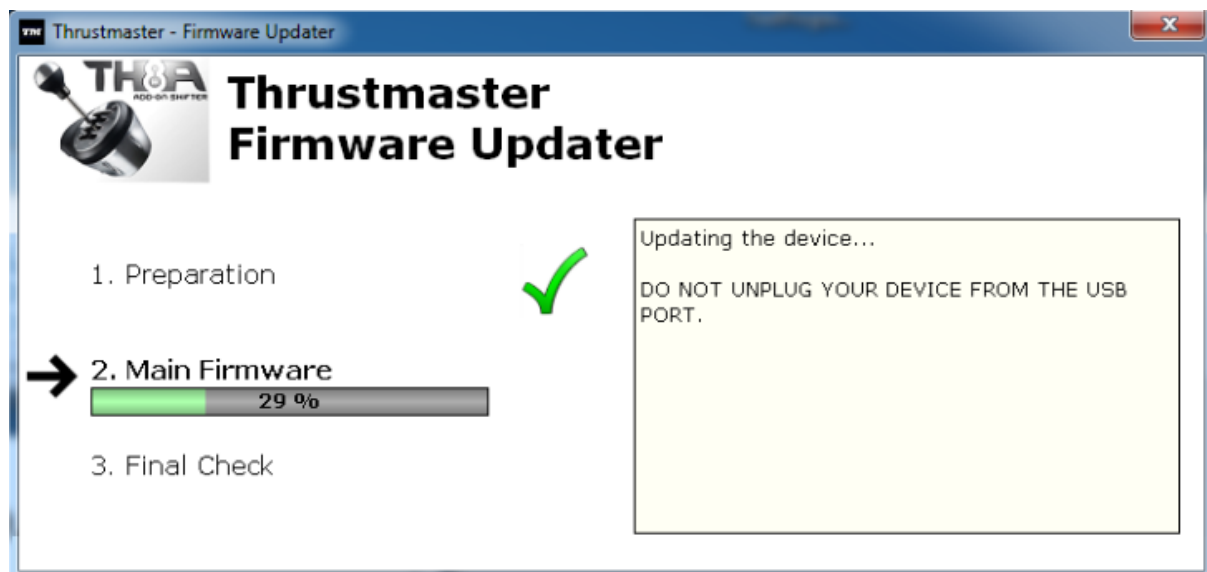 Thrustmaster - Firmware Updater
TH8A
ADD-ON SHIFTER
Thrustmaster
Firmware Updater
1. Preparation
2. Main Firmware
29 %
3. Final Check
Updating the device...
DO NOT UNPLUG YOUR DEVICE FROM THE USB
PORT.